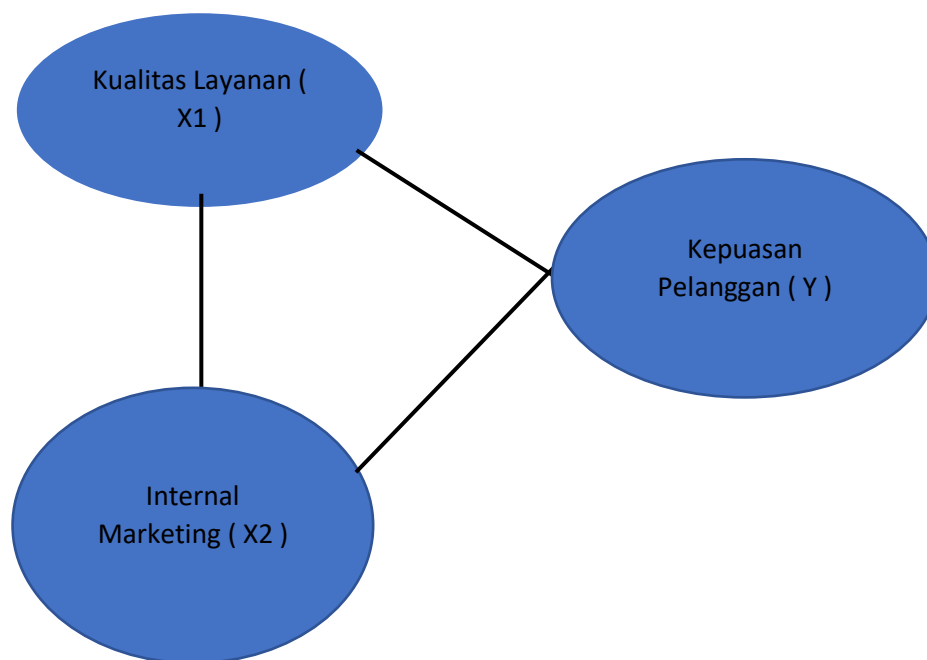 Kualitas Layanan (
X1 )
Kepuasan
Pelanggan ( Y )
Internal
Marketing ( X2 )